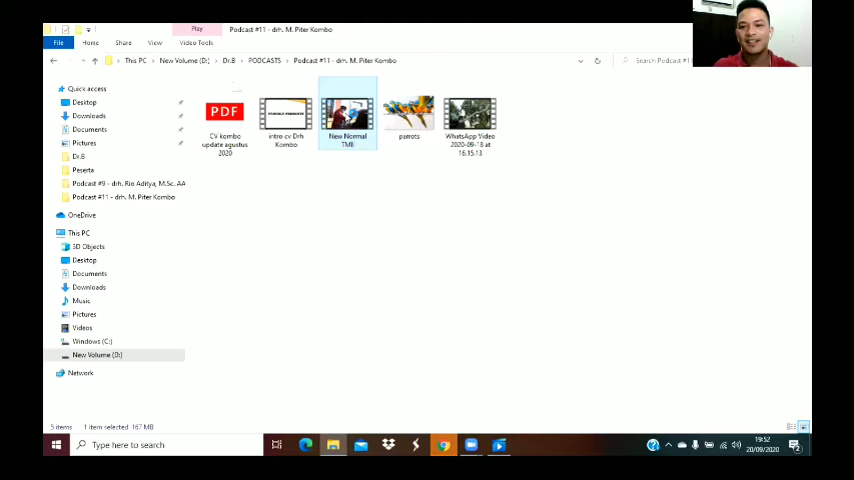 Play
Podcast #11 - drh. M. Piter Kombo
File
Home
Share
View
Video Tools
This PC
New Volume (D:)
Dr.B
PODCASTS
Podcast #11 - drh. M. Piter Kombo
Search Podcast #1
Quick access
Desktop
Downloads
Documents
Pictures
Dr.B
Peserta
Podcast #9 - drh. Rio Aditya, M.Sc. AA
Podcast #11 - drh. M. Piter Kombo
OneDrive
This PC
3D Objects
Desktop
Documents
Downloads
Music
Pictures
Videos
Windows (C:)
New Volume (D:)
Network
PDF
CV kombo
update agustus
2020
intro cv Drh
Kombo
New Normal
TMII
parrots
WhatsApp Video
2020-09-18 at
16.15.13
5 items
1 item selected 167 MB
Type here to search
19:52
20/09/2020
2